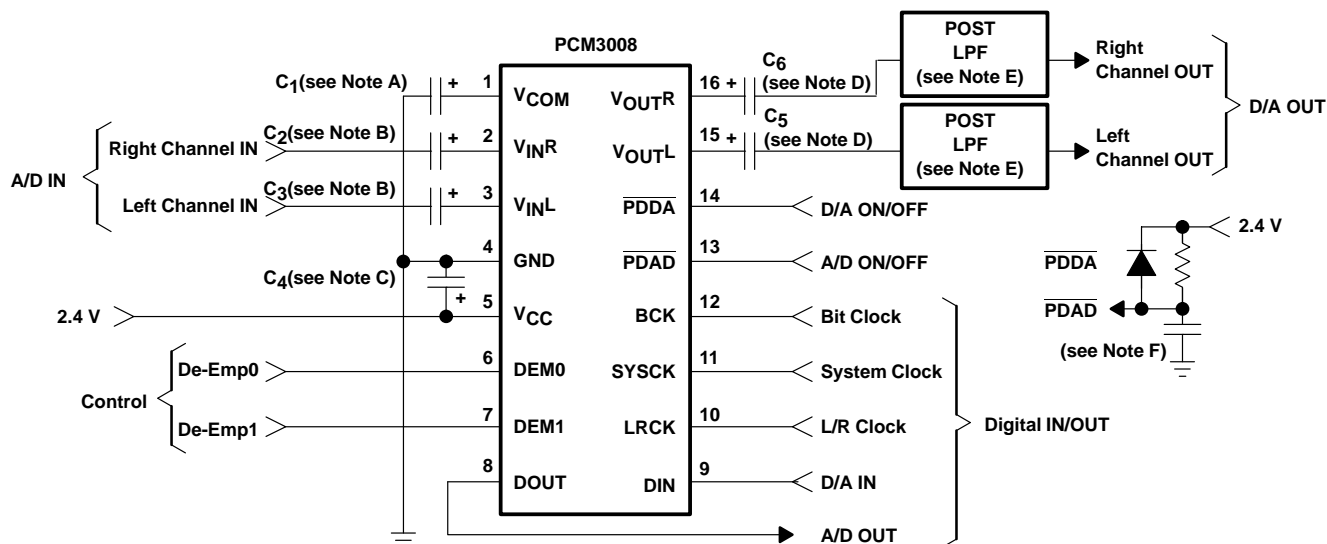 PCM3008
C1(see Note A)
+
1
VCOM
A/D IN
Right Channel IN
C2(see Note B)
+
2
VINR
Left Channel IN
C3(see Note B)
+
3
VINL
4
GND
C4(see Note C)
+
2.4 V
5
VCC
Control
De-Emp0
6
DEM0
De-Emp1
7
DEM1
8
DOUT
VOUTR
16
+
C6
(see Note D)
POST
LPF
(see Note E)
Right
Channel OUT
VOUTL
15
+
C5
(see Note D)
POST
LPF
(see Note E)
Left
Channel OUT
D/A OUT
PDDA
14
D/A ON/OFF
PDAD
13
A/D ON/OFF
BCK
12
Bit Clock
SYSCK
11
System Clock
LRCK
10
L/R Clock
DIN
9
D/A IN
A/D OUT
Digital IN/OUT
2.4 V
PDDA
PDAD
(see Note F)